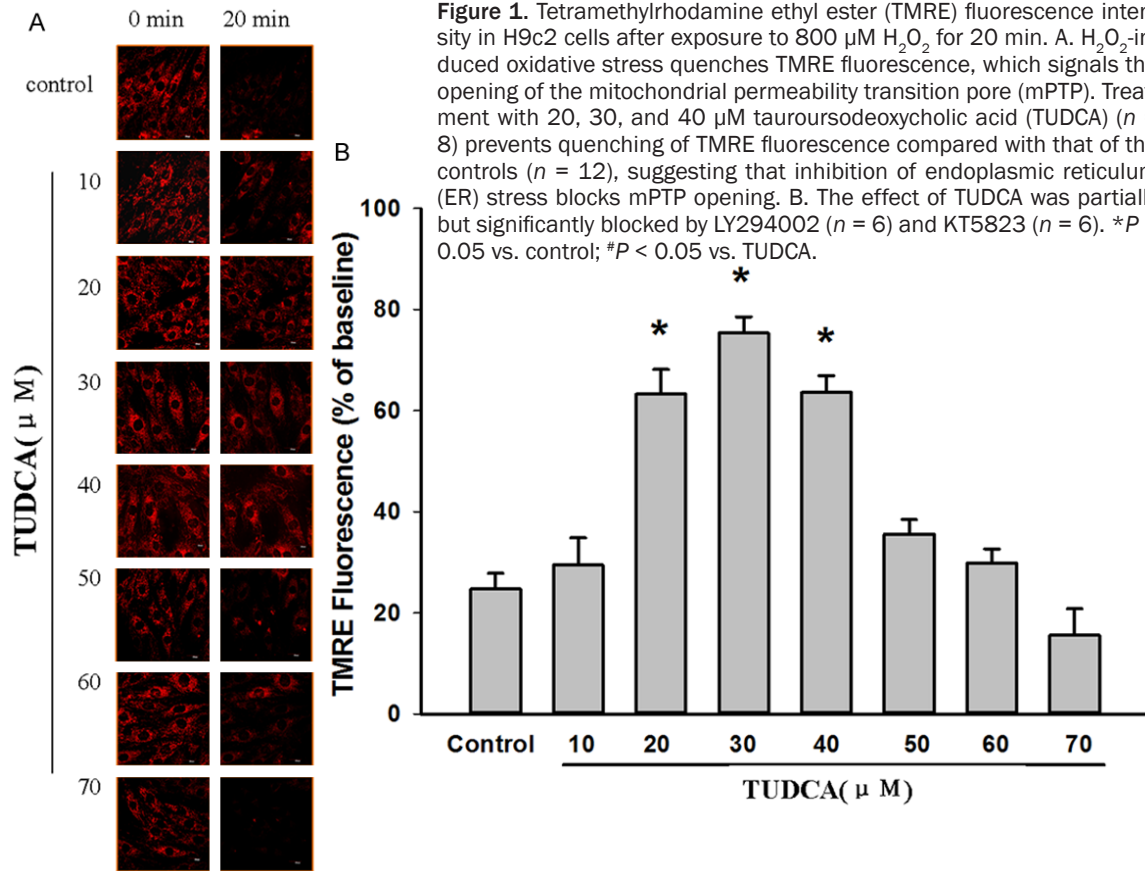 A
0 min 20 min
control
10
20
30
40
50
60
70
TUDCA( μ M)
Figure 1. Tetramethylrhodamine ethyl ester (TMRE) fluorescence inten
sity in H9c2 cells after exposure to 800 μM H₂O₂ for 20 min. A. H₂O₂-in
duced oxidative stress quenches TMRE fluorescence, which signals th
opening of the mitochondrial permeability transition pore (mPTP). Treat
ment with 20, 30, and 40 μM tauroursodeoxycholic acid (TUDCA) (n
8) prevents quenching of TMRE fluorescence compared with that of th
controls (n = 12), suggesting that inhibition of endoplasmic reticulum
(ER) stress blocks mPTP opening. B. The effect of TUDCA was partiall
but significantly blocked by LY294002 (n = 6) and KT5823 (n = 6). *P
0.05 vs. control; #P < 0.05 vs. TUDCA.
B
TMRE Fluorescence (% of baseline)
100
80
60
40
20
0
* * *
Control 10 20 30 40 50 60 70
TUDCA( μ M)